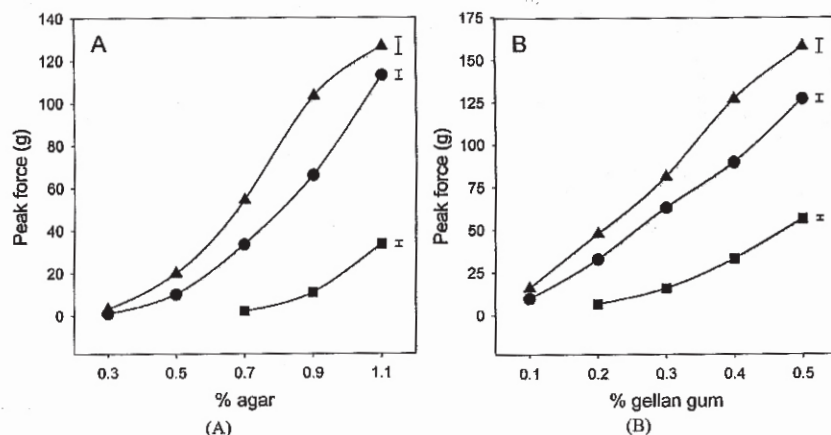 A
Peak force (g)
140
120
100
80
60
40
20
0
0.3 0.5 0.7 0.9 1.1
% agar
(A)
B
Peak force (g)
175
150
125
100
75
50
25
0
0.1 0.2 0.3 0.4 0.5
% gellan gum
(B)